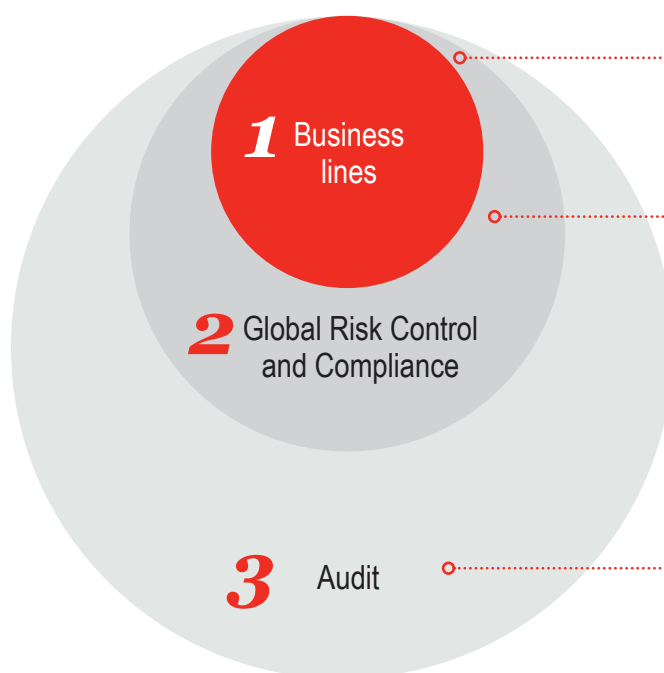 1 Business
lines
2 Global Risk Control
and Compliance
3 Audit